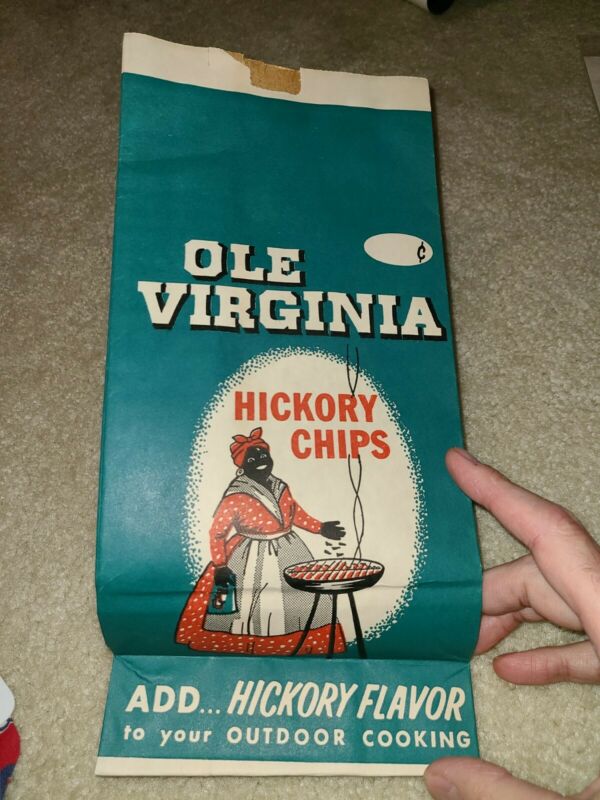 ¢
OLE
VIRGINIA
HICKORY
CHIPS
ADD... HICKORY FLAVOR
to your OUTDOOR COOKING